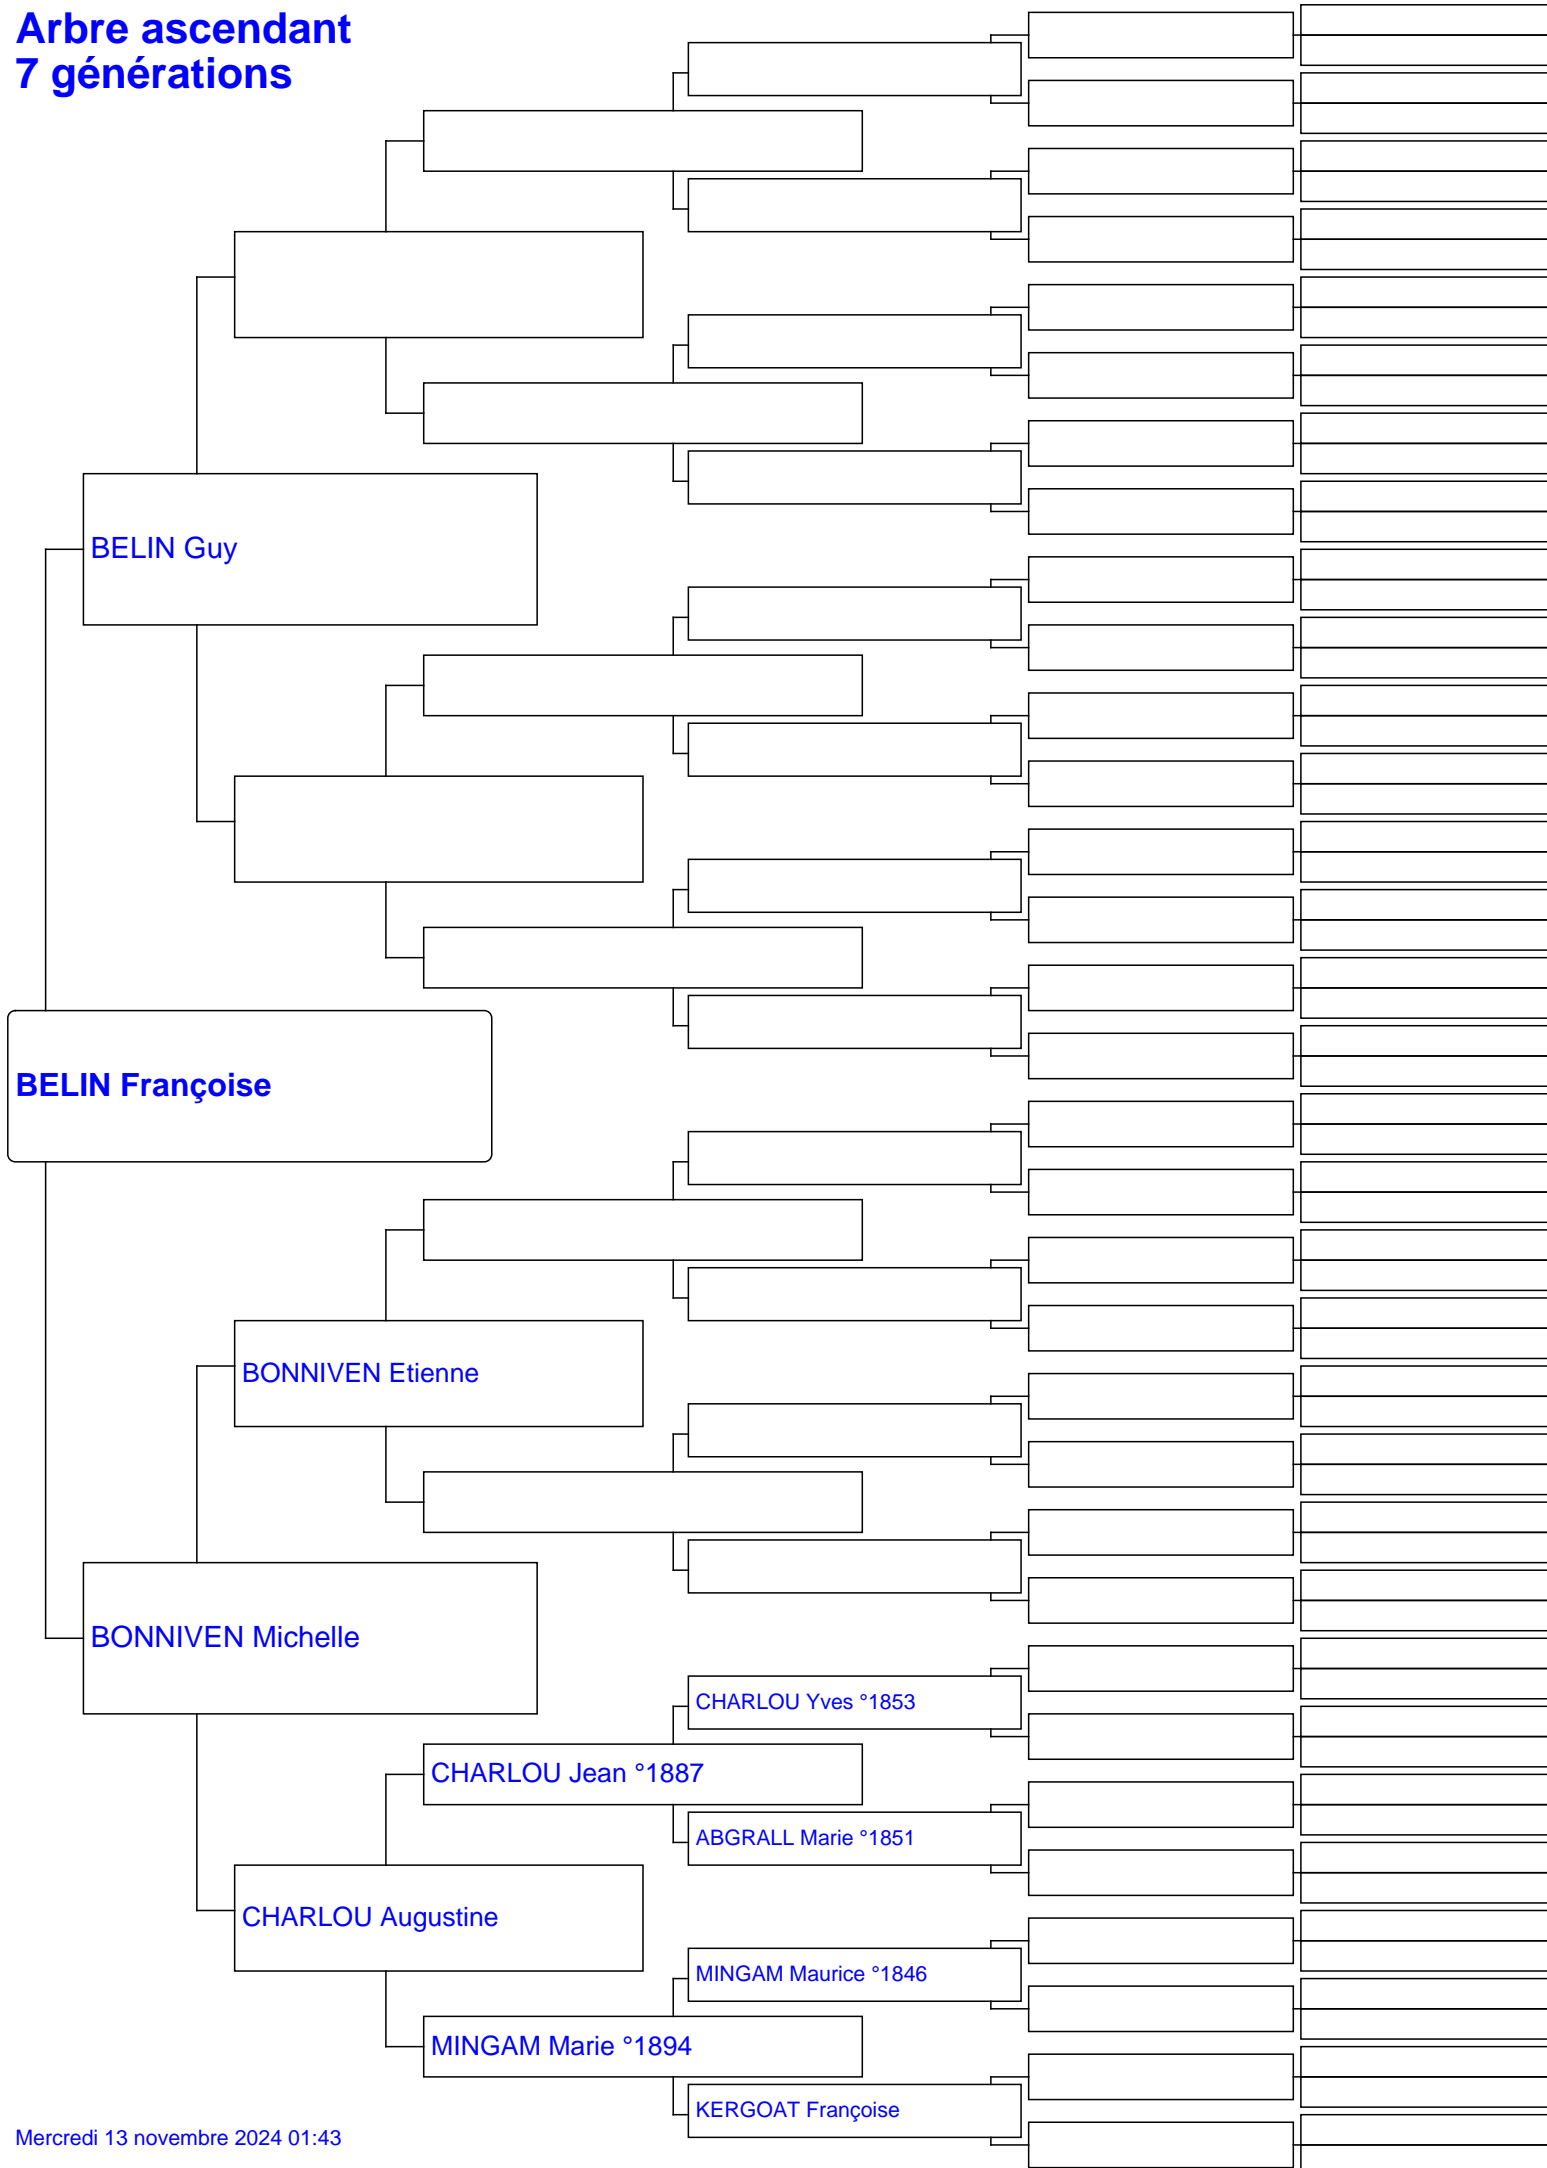 Arbre ascendant
7 générations
BELIN Guy
BELIN Françoise
BONNIVEN Etienne
BONNIVEN Michelle
CHARLOU Yves °1853
CHARLOU Jean °1887
ABGRALL Marie °1851
CHARLOU Augustine
MINGAM Maurice °1846
MINGAM Marie °1894
KERGOAT Françoise
Mercredi 13 novembre 2024 01:43